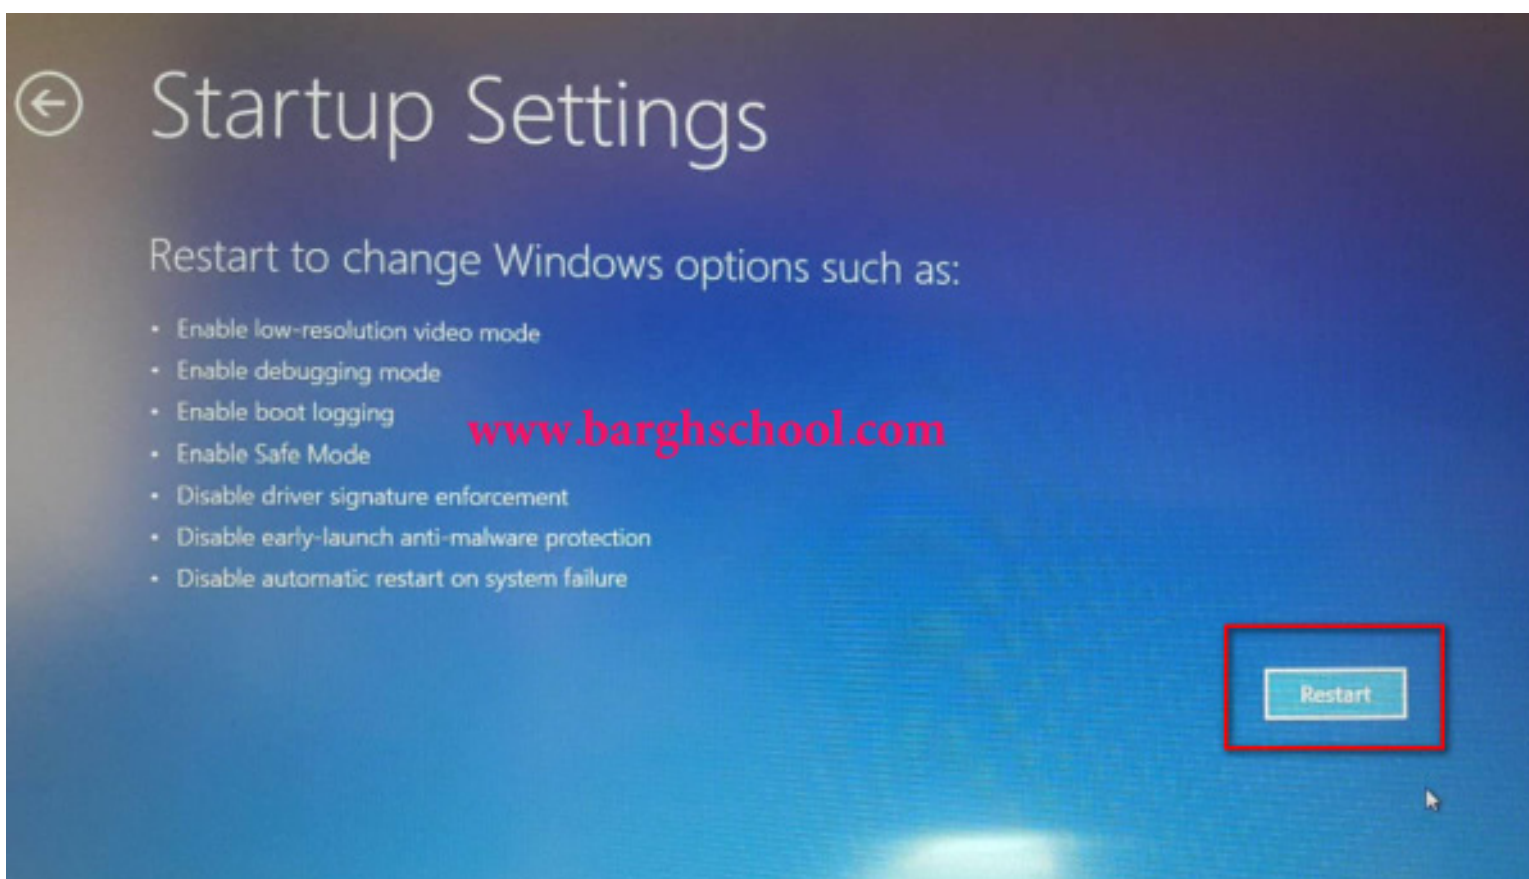 Startup Settings
Restart to change Windows options such as:
• Enable low-resolution video mode
• Enable debugging mode
• Enable boot logging
www.barghschool.com
• Enable Safe Mode
• Disable driver signature enforcement
• Disable early-launch anti-malware protection
• Disable automatic restart on system failure
Restart